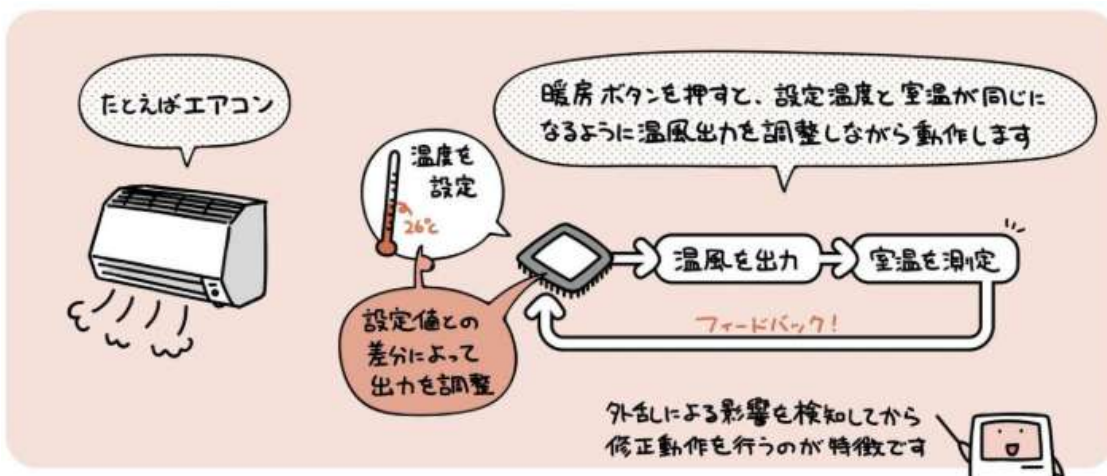 たとえばエアコン
暖房ボタンを押すと、設定温度と室温が同じに
なるように温風出力を調整しながら動作します
温度を
設定
26℃
温風を出力
室温を測定
設定値との
差分によって
出力を調整
フィードバック!
外乱による影響を検知してから
修正動作を行うのが特徴です